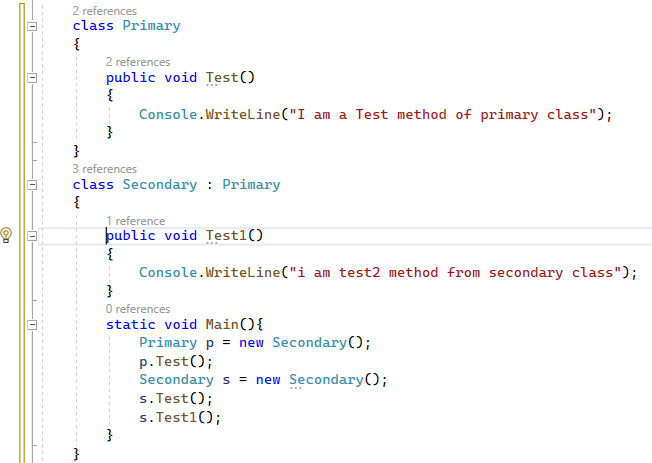 2 references
class Primary
{
2 references
public void Test()
{
Console.WriteLine("I am a Test method of primary class");
}
}
3 references
class Secondary : Primary
{
1 reference
public void Test1()
{
Console.WriteLine("i am test2 method from secondary class");
}
0 references
static void Main(){
Primary p = new Secondary();
p.Test();
Secondary s = new Secondary();
s.Test();
s.Test1();
}
}